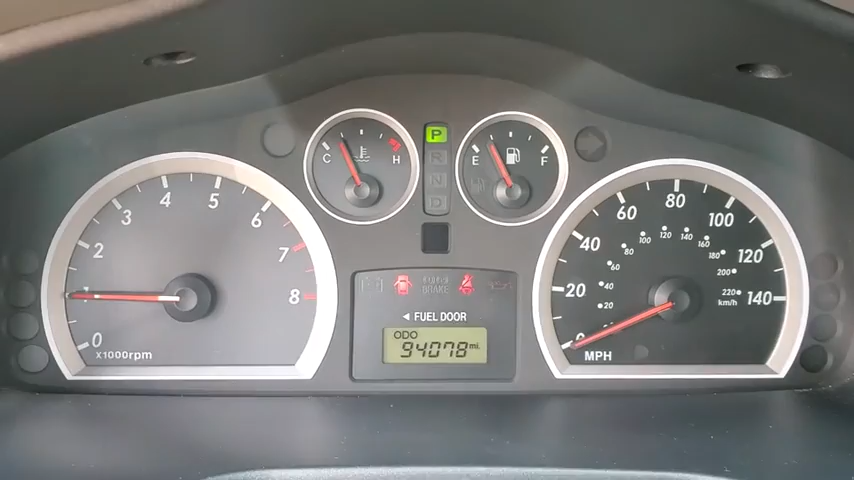 0
1
2
3
4
5
6
7
8
x1000rpm
C
H
P
R
N
D
E
F
BRAKE
◄ FUEL DOOR
ODO
94078 mi.
0
20
40
60
80
100
120
140
20
40
60
80
100
120
140
160
180
200
220
km/h
MPH